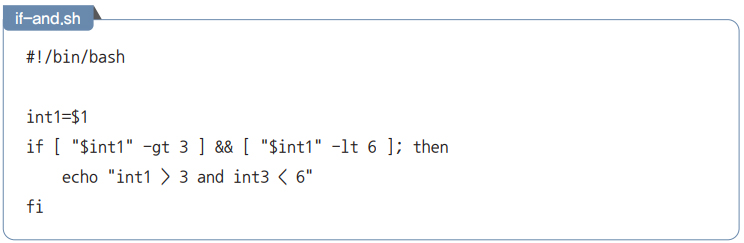 if-and.sh
#!/bin/bash
int1=$1
if [ "$int1" -gt 3 ] && [ "$int1" -lt 6 ]; then
echo "int1 > 3 and int3 < 6"
fi